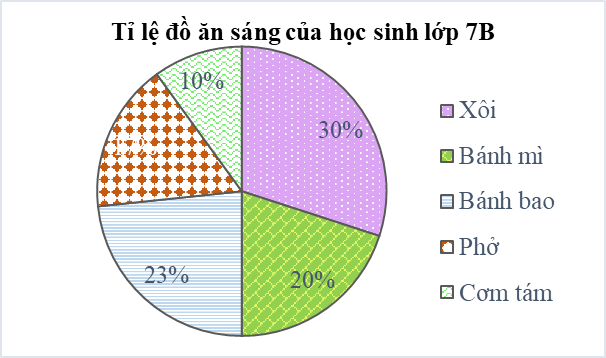 Tỉ lệ đồ ăn sáng của học sinh lớp 7B
10%
30%
Xôi
Bánh mì
Bánh bao
Phở
Cơm tám
23%
20%